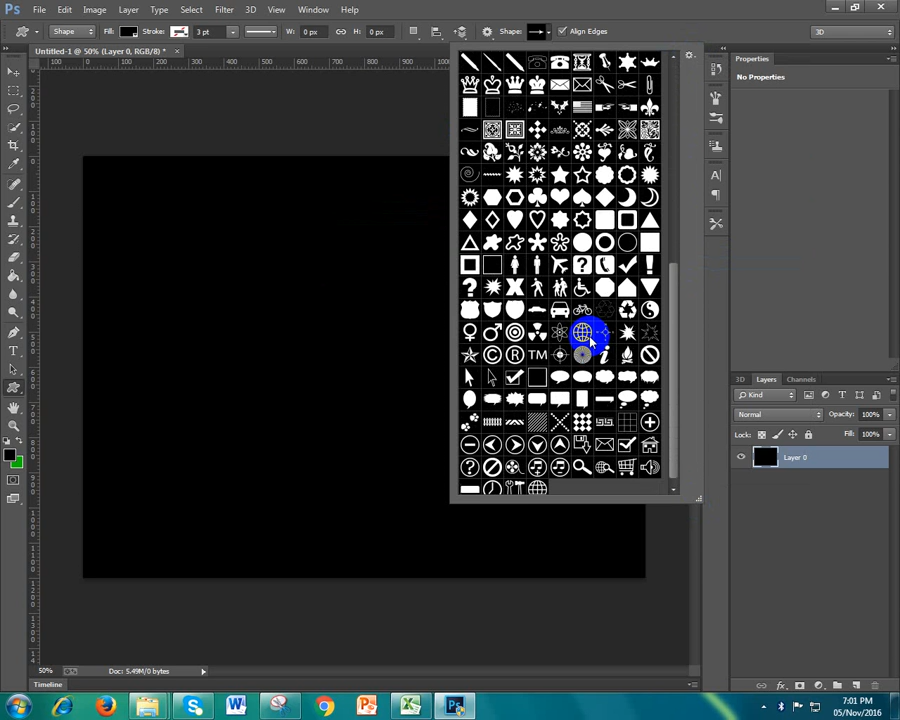 File Edit Image Layer Type Select Filter 3D View Window Help
Shape Fill: Stroke: 3 pt W: 0 px H: 0 px Shape: Align Edges 3D
Untitled-1 @ 50% (Layer 0, RGB/8) *
Properties
No Properties
TM
3D Layers Channels
Kind
Normal Opacity: 100%
Lock: Fill: 100%
Layer 0
50% Doc: 5.49M/0 bytes
Timeline
7:01 PM
05/Nov/2016